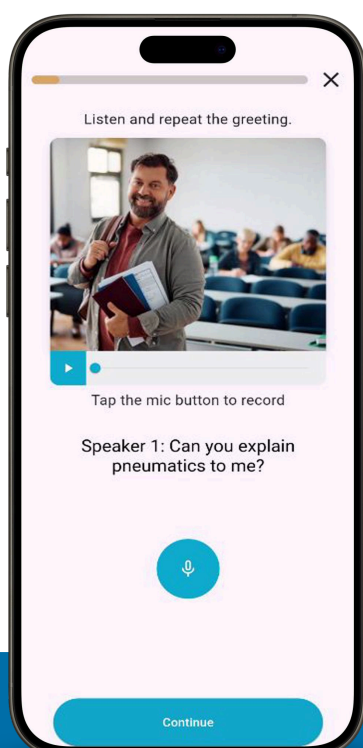 Listen and repeat the greeting.
Tap the mic button to record
Speaker 1: Can you explain
pneumatics to me?
Continue